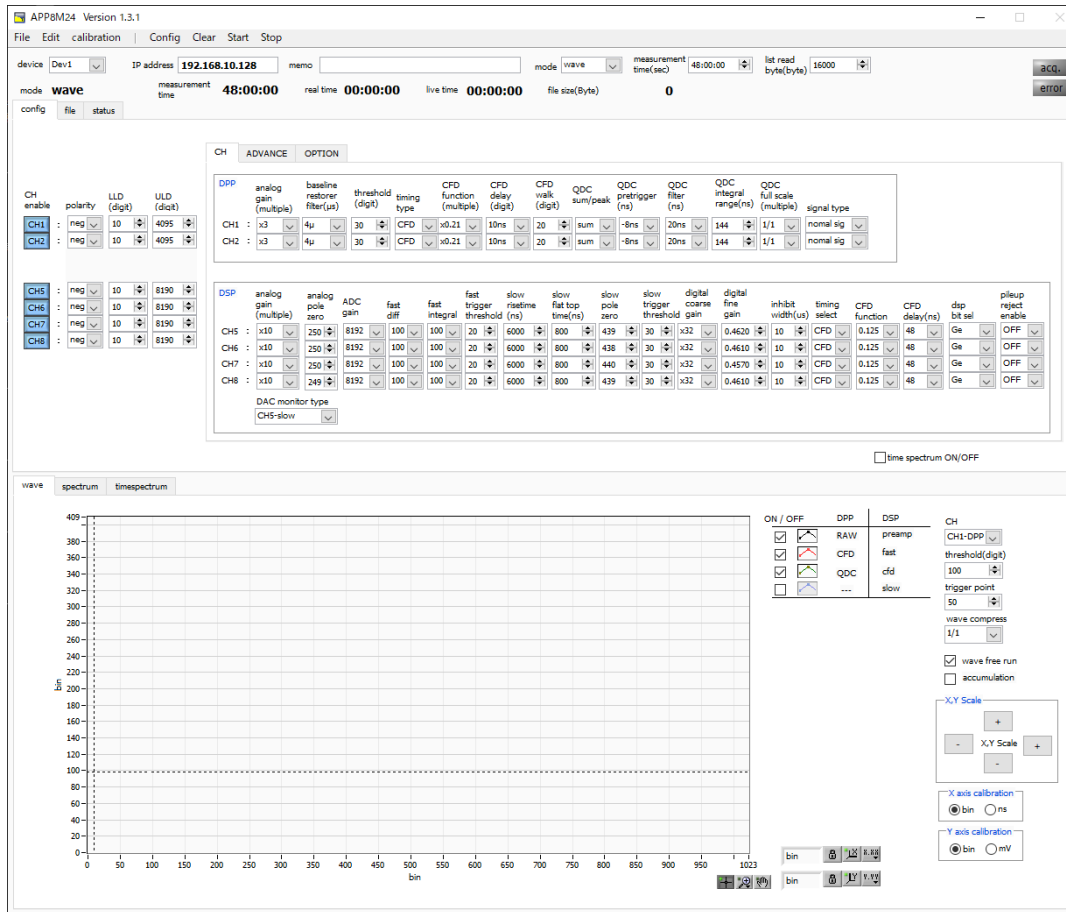 APP8M24 Version 1.3.1
File Edit calibration | Config Clear Start Stop
device Dev1 IP address 192.168.10.128 memo mode wave measurement time(sec) 48:00:00 list read byte(byte) 16000
acq.
mode wave measurement time 48:00:00 real time 00:00:00 live time 00:00:00 file size(Byte) 0
error
config file status
CH ADVANCE OPTION
CH enable polarity LLD (digit) ULD (digit)
CH1 : neg 10 4095
CH2 : neg 10 4095
CH5 : neg 10 8190
CH6 : neg 10 8190
CH7 : neg 10 8190
CH8 : neg 10 8190
DPP
analog gain (multiple) baseline restorer filter(µs) threshold (digit) timing type CFD function (multiple) CFD delay (digit) CFD walk (digit) QDC sum/peak QDC pretrigger (ns) QDC filter (ns) QDC integral range(ns) QDC full scale (multiple) signal type
CH1 : x3 4µ 30 CFD x0.21 10ns 20 sum -8ns 20ns 144 1/1 nomal sig
CH2 : x3 4µ 30 CFD x0.21 10ns 20 sum -8ns 20ns 144 1/1 nomal sig
DSP
analog gain (multiple) analog pole zero ADC gain fast diff fast integral fast trigger threshold slow risetime (ns) slow flat top time(ns) slow pole zero slow trigger threshold digital coarse gain digital fine gain inhibit width(us) timing select CFD function CFD delay(ns) dsp bit sel pileup reject enable
CH5 : x10 250 8192 100 100 20 6000 800 439 30 x32 0.4620 10 CFD 0.125 48 Ge OFF
CH6 : x10 250 8192 100 100 20 6000 800 438 30 x32 0.4610 10 CFD 0.125 48 Ge OFF
CH7 : x10 250 8192 100 100 20 6000 800 440 30 x32 0.4570 10 CFD 0.125 48 Ge OFF
CH8 : x10 249 8192 100 100 20 6000 800 439 30 x32 0.4610 10 CFD 0.125 48 Ge OFF
DAC monitor type
CH5-slow
time spectrum ON/OFF
wave spectrum timespectrum
409
380
360
340
320
300
280
260
240
220
200
180
160
140
120
100
80
60
40
20
0
bin
0 50 100 150 200 250 300 350 400 450 500 550 600 650 700 750 800 850 900 950 1023
bin
ON / OFF DPP DSP
RAW preamp
CFD fast
QDC cfd
--- slow
CH
CH1-DPP
threshold(digit)
100
trigger point
50
wave compress
1/1
wave free run
accumulation
X,Y Scale
+
- X,Y Scale +
-
X axis calibration
bin ns
Y axis calibration
bin mV
bin X.XX
bin Y.YY